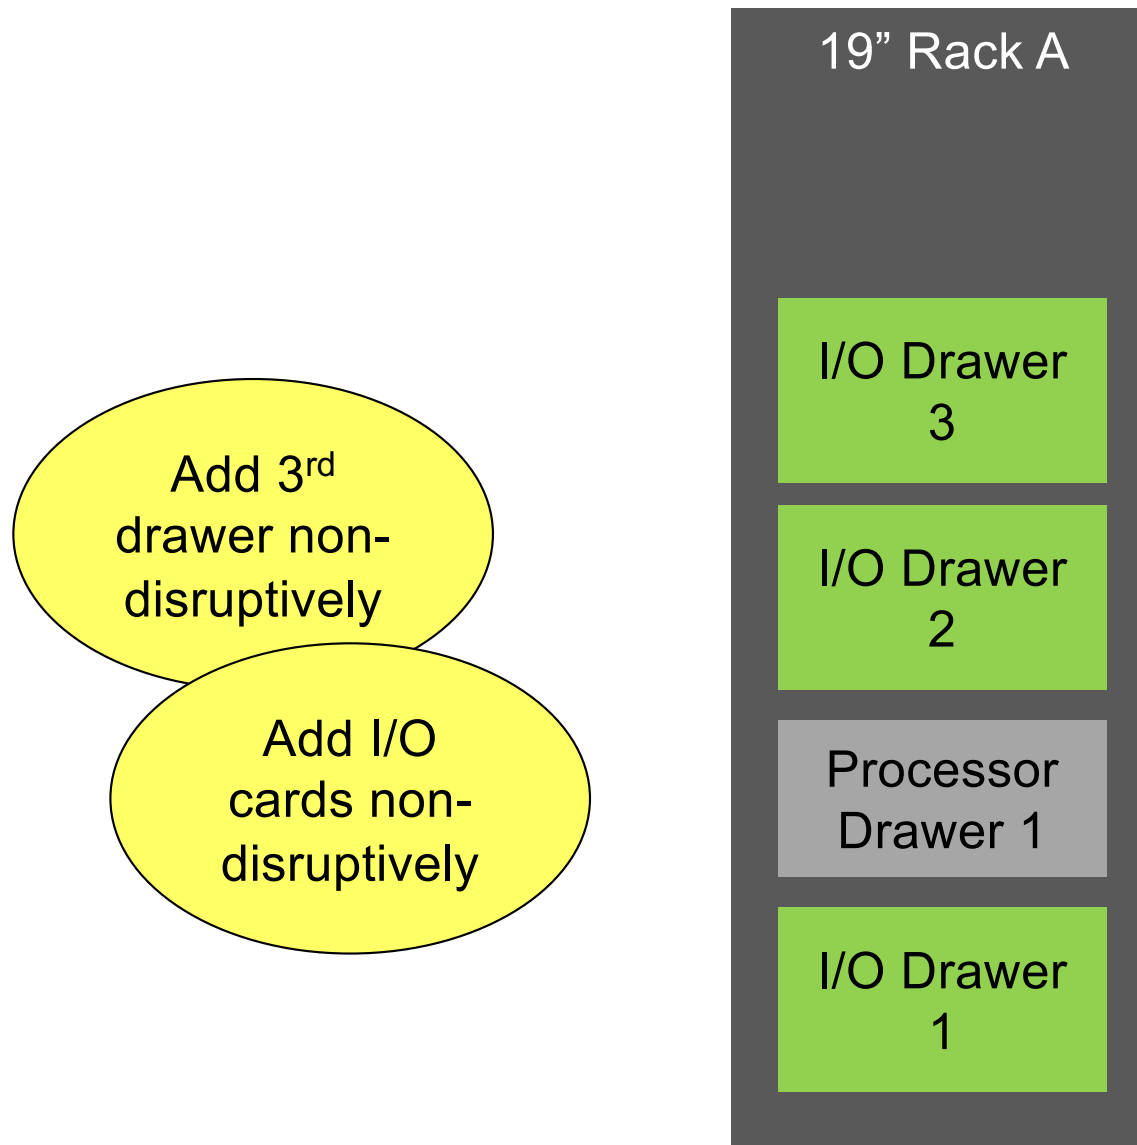 19” Rack A
I/O Drawer
3
Add 3rd
drawer non-
disruptively
I/O Drawer
2
Add I/O
cards non-
disruptively
Processor
Drawer 1
I/O Drawer
1